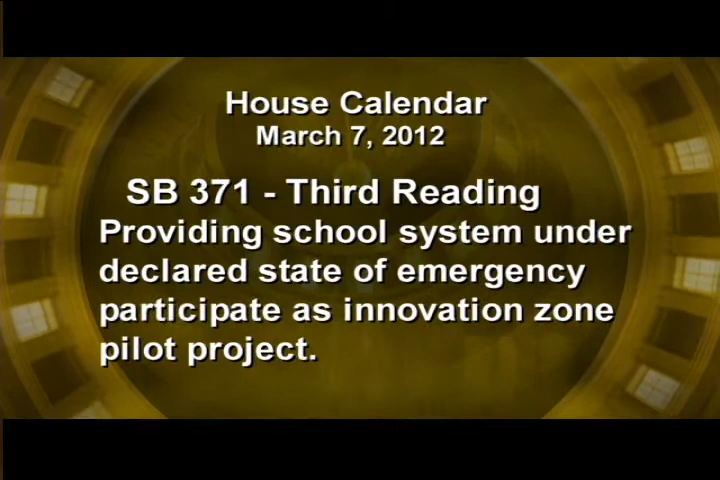 House Calendar
March 7, 2012
SB 371 - Third Reading
Providing school system under
declared state of emergency
participate as innovation zone
pilot project.